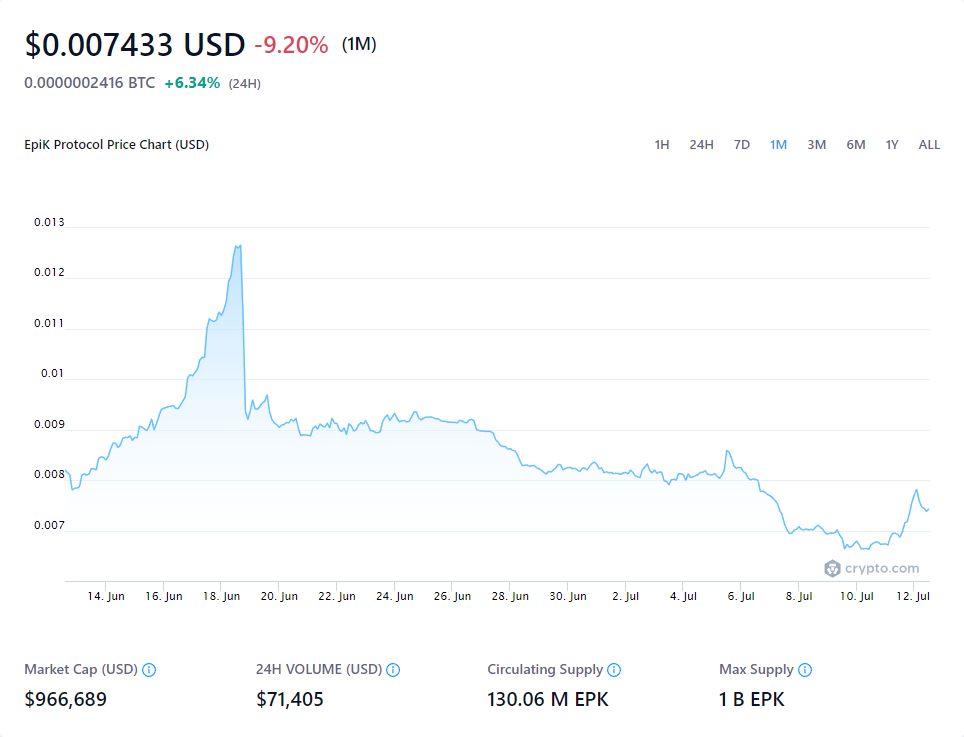 $0.007433 USD -9.20% (1M)
0.0000002416 BTC +6.34% (24H)
EpiK Protocol Price Chart (USD)
1H 24H 7D 1M 3M 6M 1Y ALL
0.013
0.012
0.011
0.01
0.009
0.008
0.007
crypto.com
14. Jun 16. Jun 18. Jun 20. Jun 22. Jun 24. Jun 26. Jun 28. Jun 30. Jun 2. Jul 4. Jul 6. Jul 8. Jul 10. Jul 12. Jul
Market Cap (USD) 24H VOLUME (USD) Circulating Supply Max Supply
$966,689 $71,405 130.06 M EPK 1 B EPK